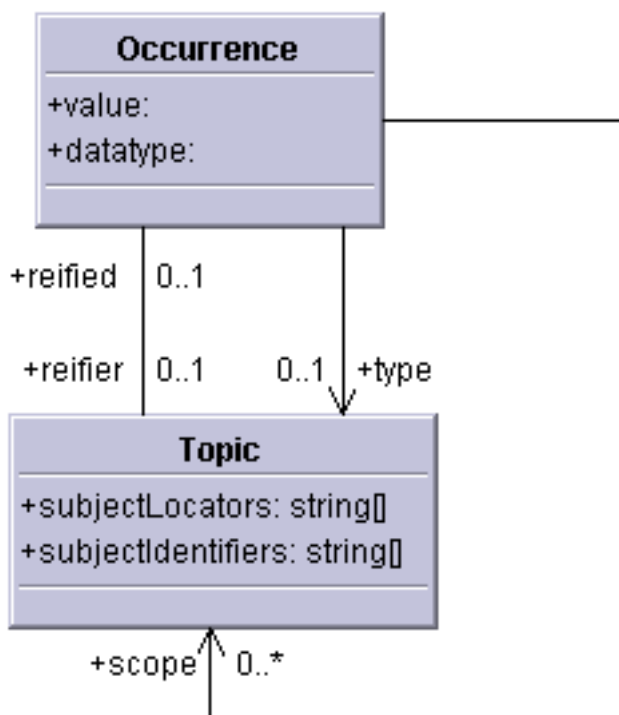 Occurrence
+value:
+datatype:
+reified 0..1
+reifier 0..1 0..1 +type
Topic
+subjectLocators: string[]
+subjectIdentifiers: string[]
+scope 0..*